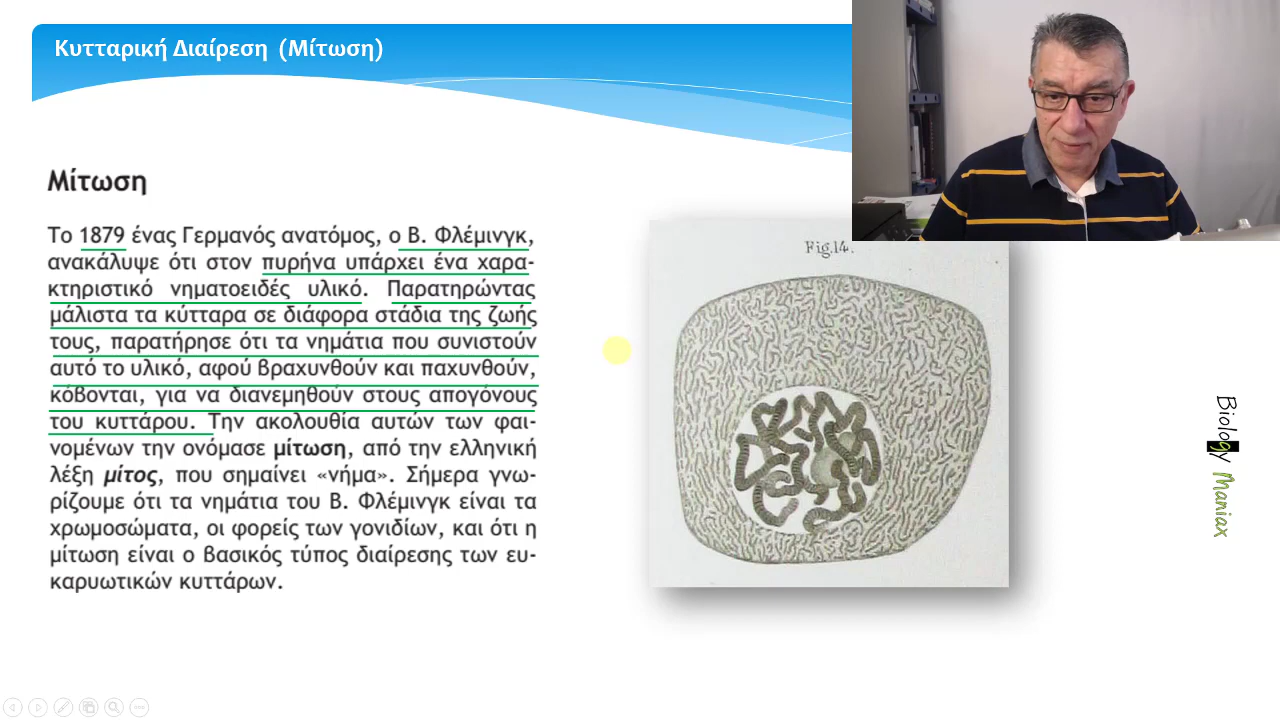 Κυτταρική Διαίρεση (Μίτωση)
Μίτωση
Το 1879 ένας Γερμανός ανατόμος, ο Β. Φλέμινγκ,
ανακάλυψε ότι στον πυρήνα υπάρχει ένα χαρα-
κτηριστικό νηματοειδές υλικό. Παρατηρώντας
μάλιστα τα κύτταρα σε διάφορα στάδια της ζωής
τους, παρατήρησε ότι τα νημάτια που συνιστούν
αυτό το υλικό, αφού βραχυνθούν και παχυνθούν,
κόβονται, για να διανεμηθούν στους απογόνους
του κυττάρου. Την ακολουθία αυτών των φαι-
νομένων την ονόμασε μίτωση, από την ελληνική
λέξη μίτος, που σημαίνει «νήμα». Σήμερα γνω-
ρίζουμε ότι τα νημάτια του Β. Φλέμινγκ είναι τα
χρωμοσώματα, οι φορείς των γονιδίων, και ότι η
μίτωση είναι ο βασικός τύπος διαίρεσης των ευ-
καρυωτικών κυττάρων.
Fig.14.
Biology Maniax